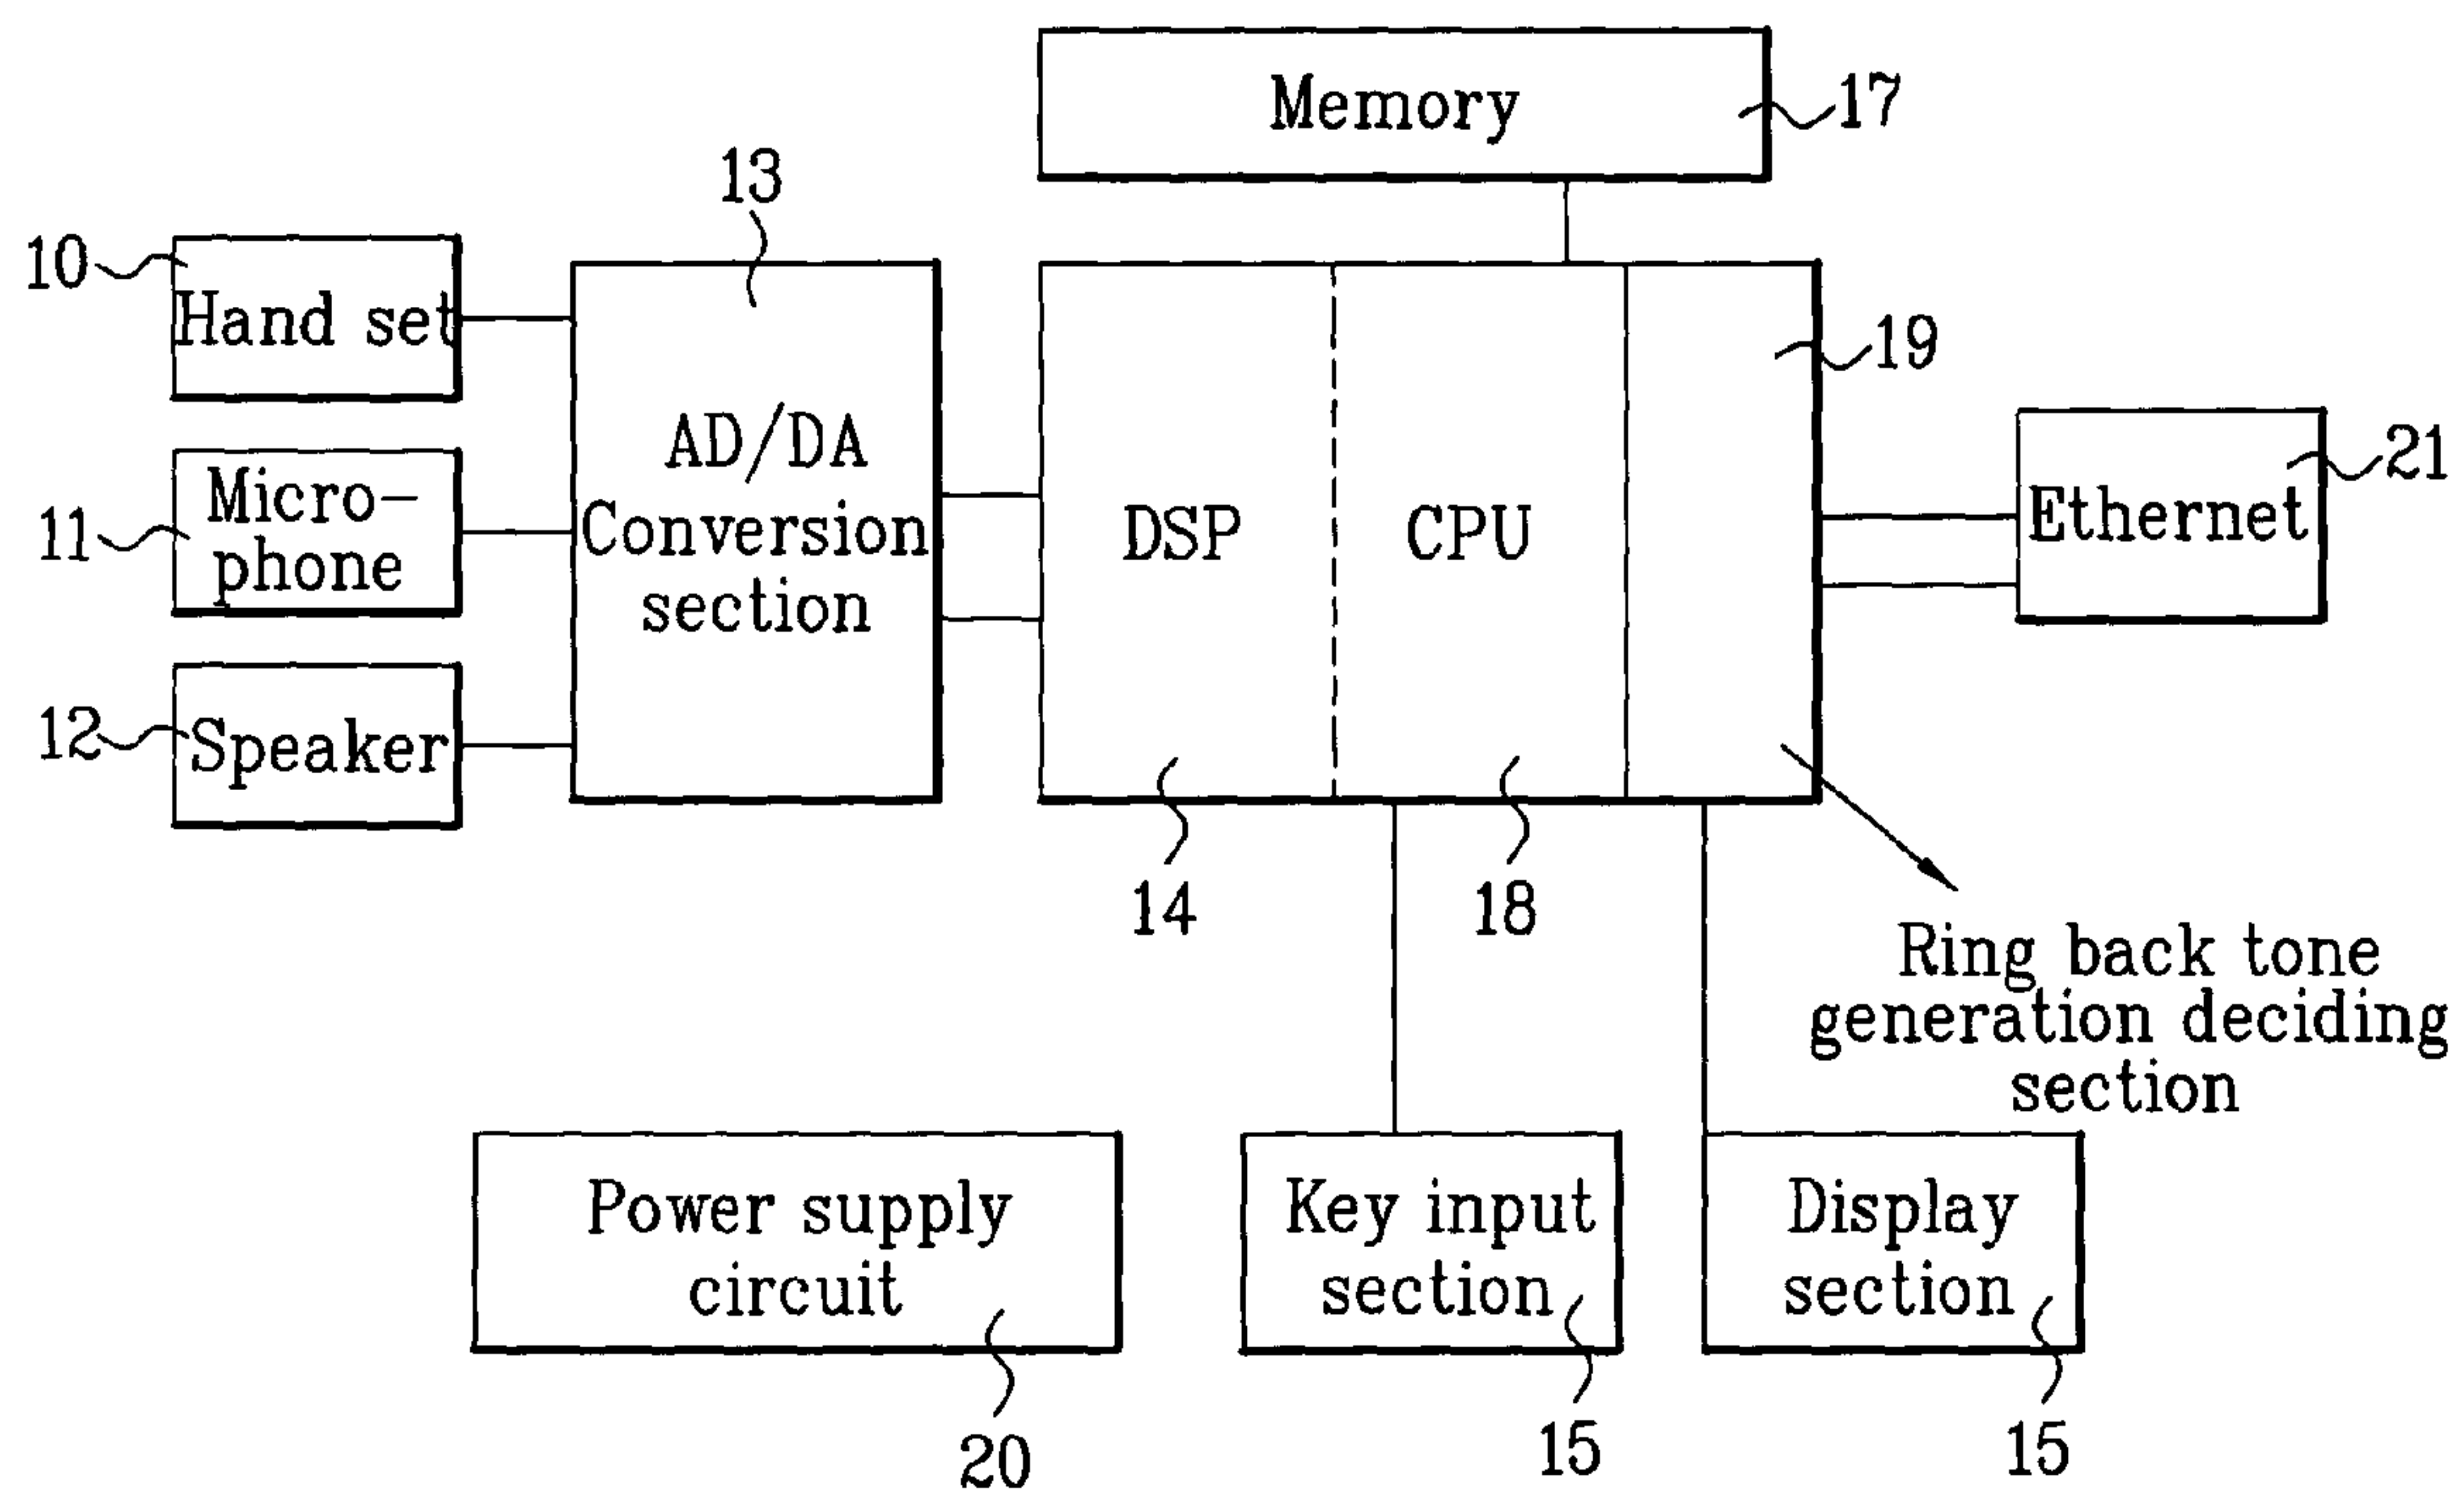 Memory
17
13
10
Hand set
19
AD/DA
Conversion
section
DSP
CPU
21
Ethernet
11
Micro-
phone
12
Speaker
14
18
Ring back tone
generation deciding
section
Power supply
circuit
Key input
section
Display
section
20
15
15